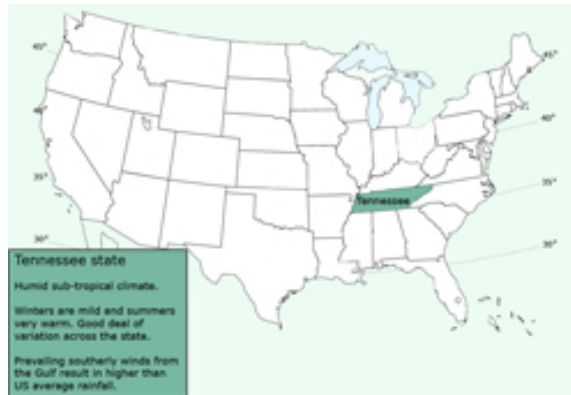 45°
45°
40°
40°
35°
Tennessee
35°
30°
30°
Tennessee state
Humid sub-tropical climate.
Winters are mild and summers
very warm. Good deal of
variation across the state.
Prevailing southerly winds from
the Gulf result in higher than
US average rainfall.